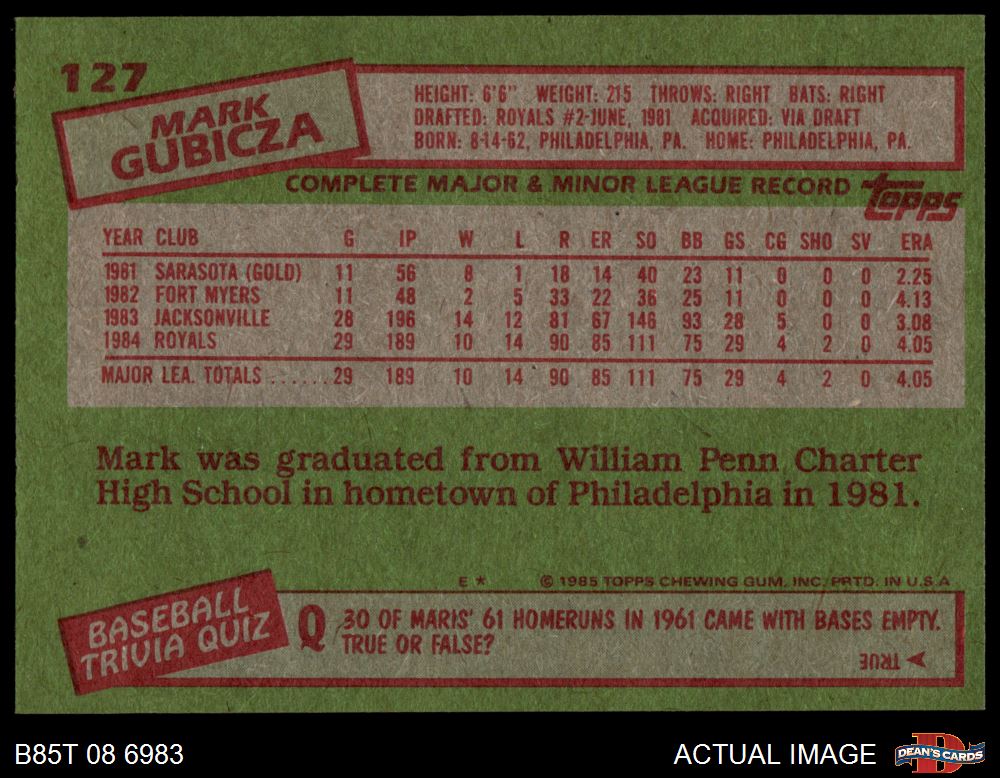 127
MARK
GUBICZA
HEIGHT: 6'6" WEIGHT: 215 THROWS: RIGHT BATS: RIGHT
DRAFTED: ROYALS #2-JUNE, 1981 ACQUIRED: VIA DRAFT
BORN: 8-14-62, PHILADELPHIA, PA. HOME: PHILADELPHIA, PA.
COMPLETE MAJOR & MINOR LEAGUE RECORD topps
YEAR CLUB G IP W L R ER SO BB GS CG SHO SV ERA
1981 SARASOTA (GOLD) 11 56 8 1 18 14 40 23 11 0 0 0 2.25
1982 FORT MYERS 11 48 2 5 33 22 36 25 11 0 0 0 4.13
1983 JACKSONVILLE 28 196 14 12 81 67 146 93 28 5 0 0 3.08
1984 ROYALS 29 189 10 14 90 85 111 75 29 4 2 0 4.05
MAJOR LEA. TOTALS ...... 29 189 10 14 90 85 111 75 29 4 2 0 4.05
Mark was graduated from William Penn Charter
High School in hometown of Philadelphia in 1981.
E * © 1985 TOPPS CHEWING GUM, INC. PRTD. IN U.S.A
BASEBALL
TRIVIA QUIZ
Q 30 OF MARIS' 61 HOMERUNS IN 1961 CAME WITH BASES EMPTY.
TRUE OR FALSE?
TRUE
B85T 08 6983
ACTUAL IMAGE
DEAN'S CARDS